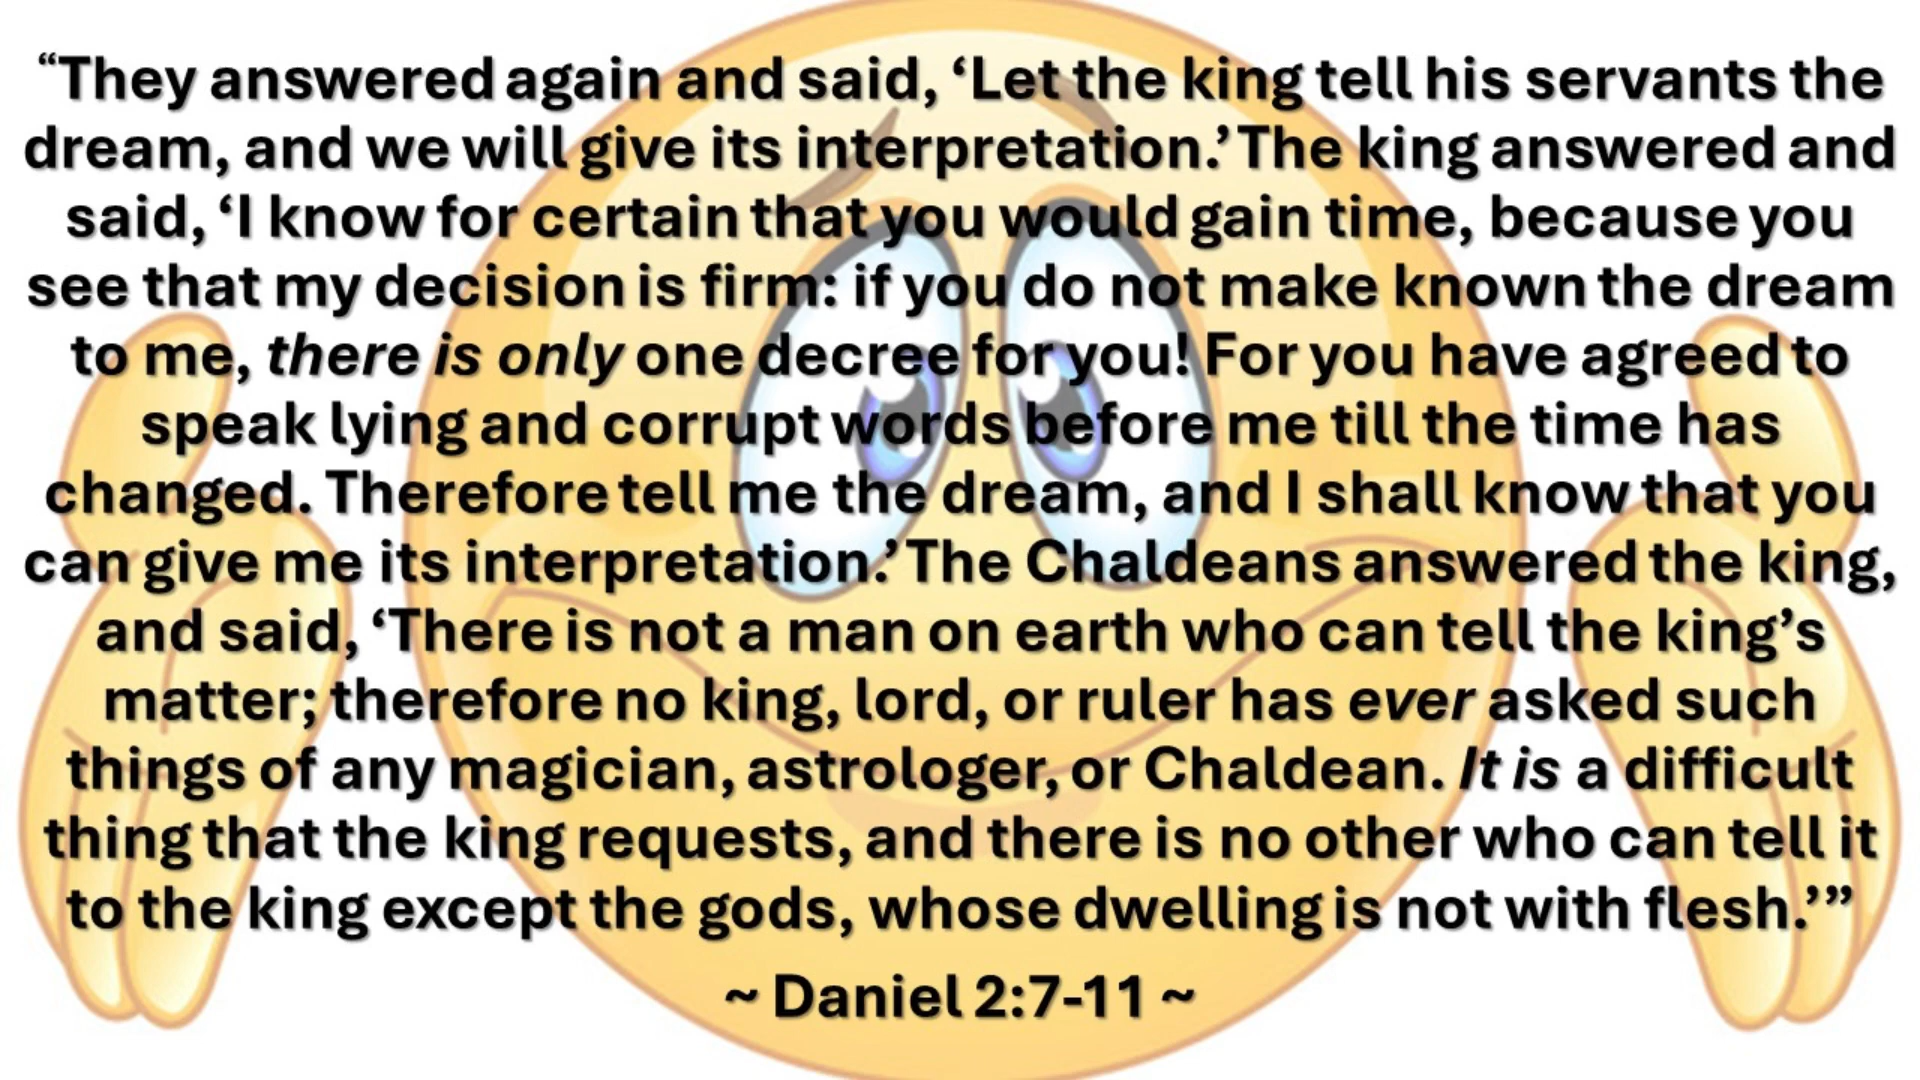 “They answered again and said, ‘Let the king tell his servants the
dream, and we will give its interpretation.’ The king answered and
said, ‘I know for certain that you would gain time, because you
see that my decision is firm: if you do not make known the dream
to me, there is only one decree for you! For you have agreed to
speak lying and corrupt words before me till the time has
changed. Therefore tell me the dream, and I shall know that you
can give me its interpretation.’ The Chaldeans answered the king,
and said, ‘There is not a man on earth who can tell the king’s
matter; therefore no king, lord, or ruler has ever asked such
things of any magician, astrologer, or Chaldean. It is a difficult
thing that the king requests, and there is no other who can tell it
to the king except the gods, whose dwelling is not with flesh.’”
~ Daniel 2:7-11 ~